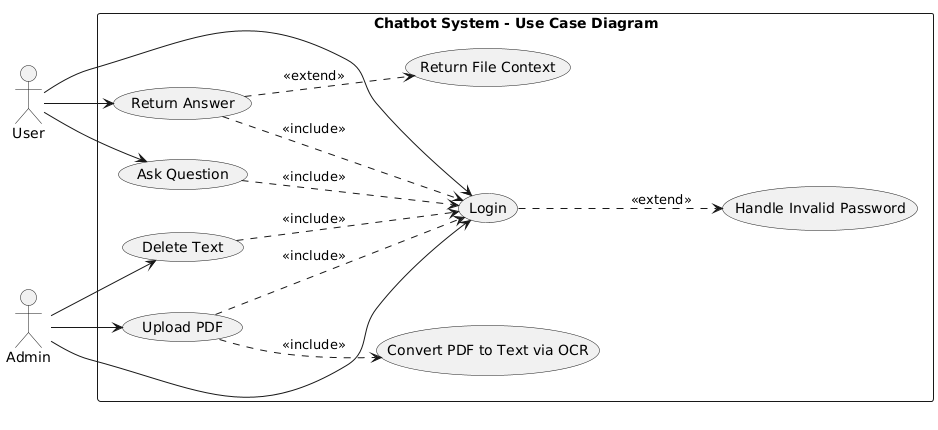 Chatbot System - Use Case Diagram
Return File Context
«extend»
User
Return Answer
«include»
Ask Question
«include»
Login
«extend»
Handle Invalid Password
«include»
Delete Text
«include»
Admin
Upload PDF
«include»
Convert PDF to Text via OCR